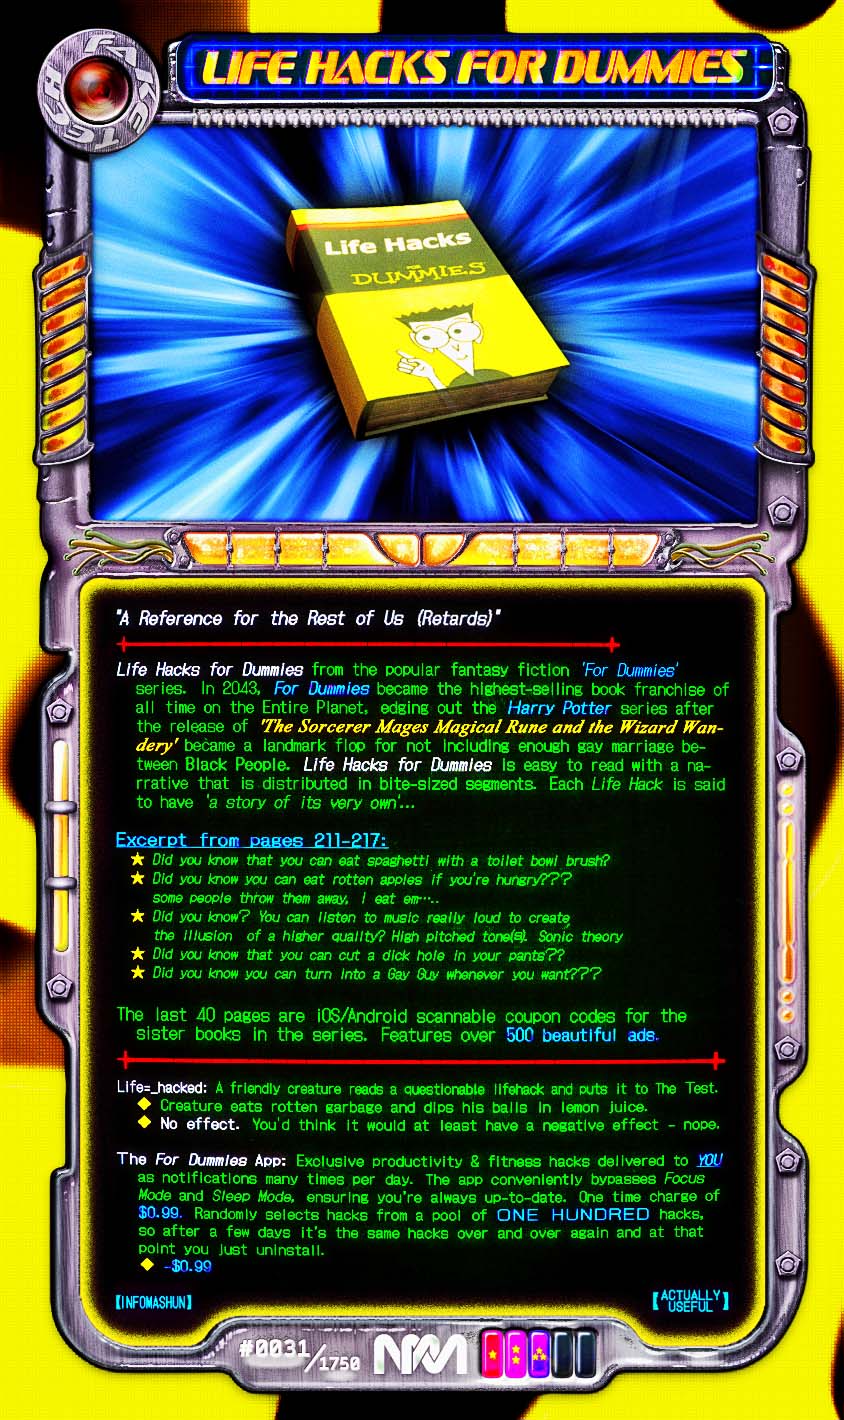 FAKE TECH
LIFE HACKS FOR DUMMIES
Life Hacks
FOR
DUMMIES
"A Reference for the Rest of Us (Retards)"
Life Hacks for Dummies from the popular fantasy fiction 'For Dummies'
series. In 2043, For Dummies became the highest-selling book franchise of
all time on the Entire Planet, edging out the Harry Potter series after
the release of 'The Sorcerer Mages Magical Rune and the Wizard Wan-
dery' became a landmark flop for not including enough gay marriage be-
tween Black People. Life Hacks for Dummies is easy to read with a na-
rrative that is distributed in bite-sized segments. Each Life Hack is said
to have 'a story of its very own'...
Excerpt from pages 211-217:
★ Did you know that you can eat spaghetti with a toilet bowl brush?
★ Did you know you can eat rotten apples if you're hungry???
some people throw them away, I eat em.....
★ Did you know? You can listen to music really loud to create
the illusion of a higher quality? High pitched tone(s). Sonic theory
★ Did you know that you can cut a dick hole in your pants??
★ Did you know you can turn into a Gay Guy whenever you want???
The last 40 pages are iOS/Android scannable coupon codes for the
sister books in the series. Features over 500 beautiful ads.
Life=_hacked: A friendly creature reads a questionable lifehack and puts it to The Test.
◆ Creature eats rotten garbage and dips his balls in lemon juice.
◆ No effect. You'd think it would at least have a negative effect - nope.
The For Dummies App: Exclusive productivity & fitness hacks delivered to YOU
as notifications many times per day. The app conveniently bypasses Focus
Mode and Sleep Mode, ensuring you're always up-to-date. One time charge of
$0.99. Randomly selects hacks from a pool of ONE HUNDRED hacks,
so after a few days it's the same hacks over and over again and at that
point you just uninstall.
◆ -$0.99
[INFOMASHUN]
[ACTUALLY USEFUL]
#0031/1750